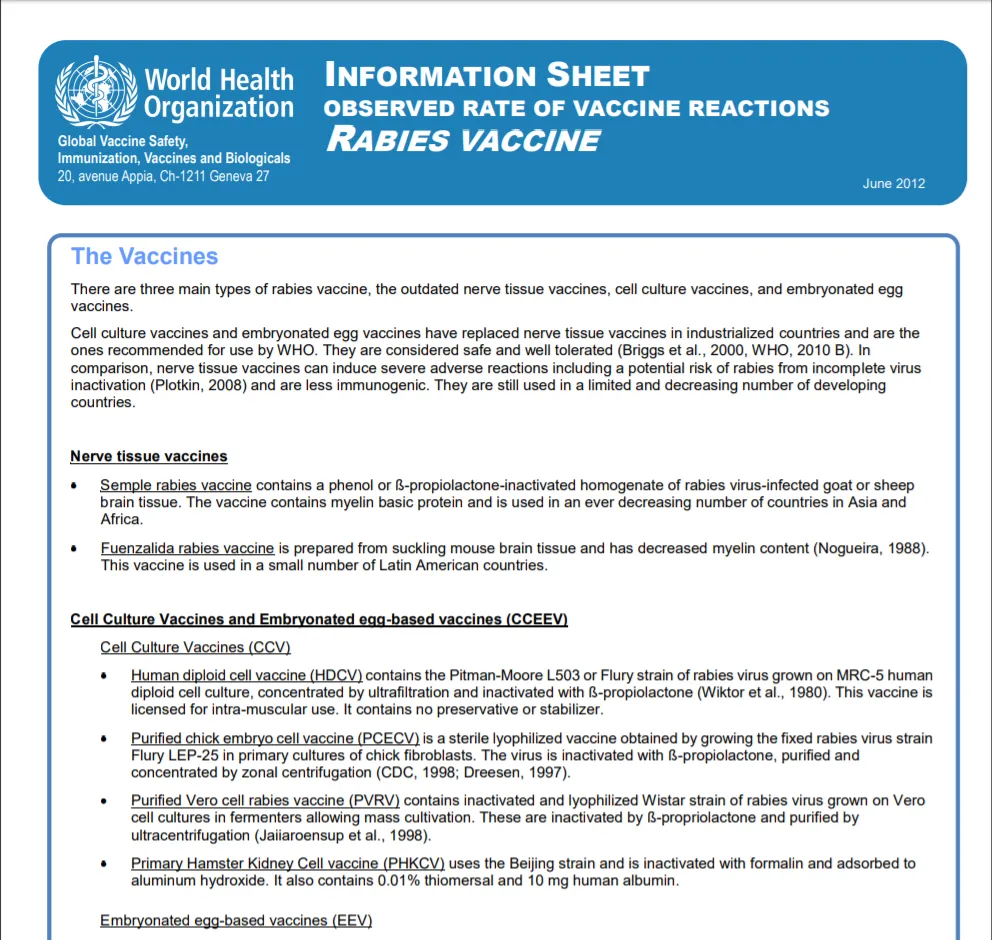 World Health
Organization
Global Vaccine Safety,
Immunization, Vaccines and Biologicals
20, avenue Appia, Ch-1211 Geneva 27
INFORMATION SHEET
OBSERVED RATE OF VACCINE REACTIONS
RABIES VACCINE
June 2012
The Vaccines
There are three main types of rabies vaccine, the outdated nerve tissue vaccines, cell culture vaccines, and embryonated egg
vaccines.
Cell culture vaccines and embryonated egg vaccines have replaced nerve tissue vaccines in industrialized countries and are the
ones recommended for use by WHO. They are considered safe and well tolerated (Briggs et al., 2000, WHO, 2010 B). In
comparison, nerve tissue vaccines can induce severe adverse reactions including a potential risk of rabies from incomplete virus
inactivation (Plotkin, 2008) and are less immunogenic. They are still used in a limited and decreasing number of developing
countries.
Nerve tissue vaccines
• Semple rabies vaccine contains a phenol or ß-propiolactone-inactivated homogenate of rabies virus-infected goat or sheep
brain tissue. The vaccine contains myelin basic protein and is used in an ever decreasing number of countries in Asia and
Africa.
• Fuenzalida rabies vaccine is prepared from suckling mouse brain tissue and has decreased myelin content (Nogueira, 1988).
This vaccine is used in a small number of Latin American countries.
Cell Culture Vaccines and Embryonated egg-based vaccines (CCEEV)
Cell Culture Vaccines (CCV)
• Human diploid cell vaccine (HDCV) contains the Pitman-Moore L503 or Flury strain of rabies virus grown on MRC-5 human
diploid cell culture, concentrated by ultrafiltration and inactivated with ß-propiolactone (Wiktor et al., 1980). This vaccine is
licensed for intra-muscular use. It contains no preservative or stabilizer.
• Purified chick embryo cell vaccine (PCECV) is a sterile lyophilized vaccine obtained by growing the fixed rabies virus strain
Flury LEP-25 in primary cultures of chick fibroblasts. The virus is inactivated with ß-propiolactone, purified and
concentrated by zonal centrifugation (CDC, 1998; Dreesen, 1997).
• Purified Vero cell rabies vaccine (PVRV) contains inactivated and lyophilized Wistar strain of rabies virus grown on Vero
cell cultures in fermenters allowing mass cultivation. These are inactivated by ß-propriolactone and purified by
ultracentrifugation (Jaiiaroensup et al., 1998).
• Primary Hamster Kidney Cell vaccine (PHKCV) uses the Beijing strain and is inactivated with formalin and adsorbed to
aluminum hydroxide. It also contains 0.01% thiomersal and 10 mg human albumin.
Embryonated egg-based vaccines (EEV)